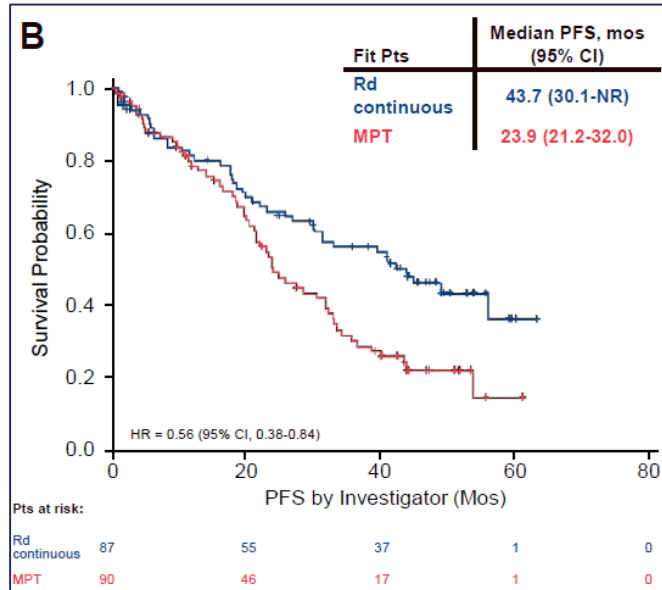 B
Median PFS, mos
(95% CI)
Fit Pts
Rd
continuous
43.7 (30.1-NR)
MPT
23.9 (21.2-32.0)
1.0
0.8
0.6
0.4
0.2
0.0
Survival Probability
HR = 0.56 (95% CI, 0.38-0.84)
0 20 40 60 80
PFS by Investigator (Mos)
Pts at risk:
Rd
continuous
87 55 37 1 0
MPT 90 46 17 1 0